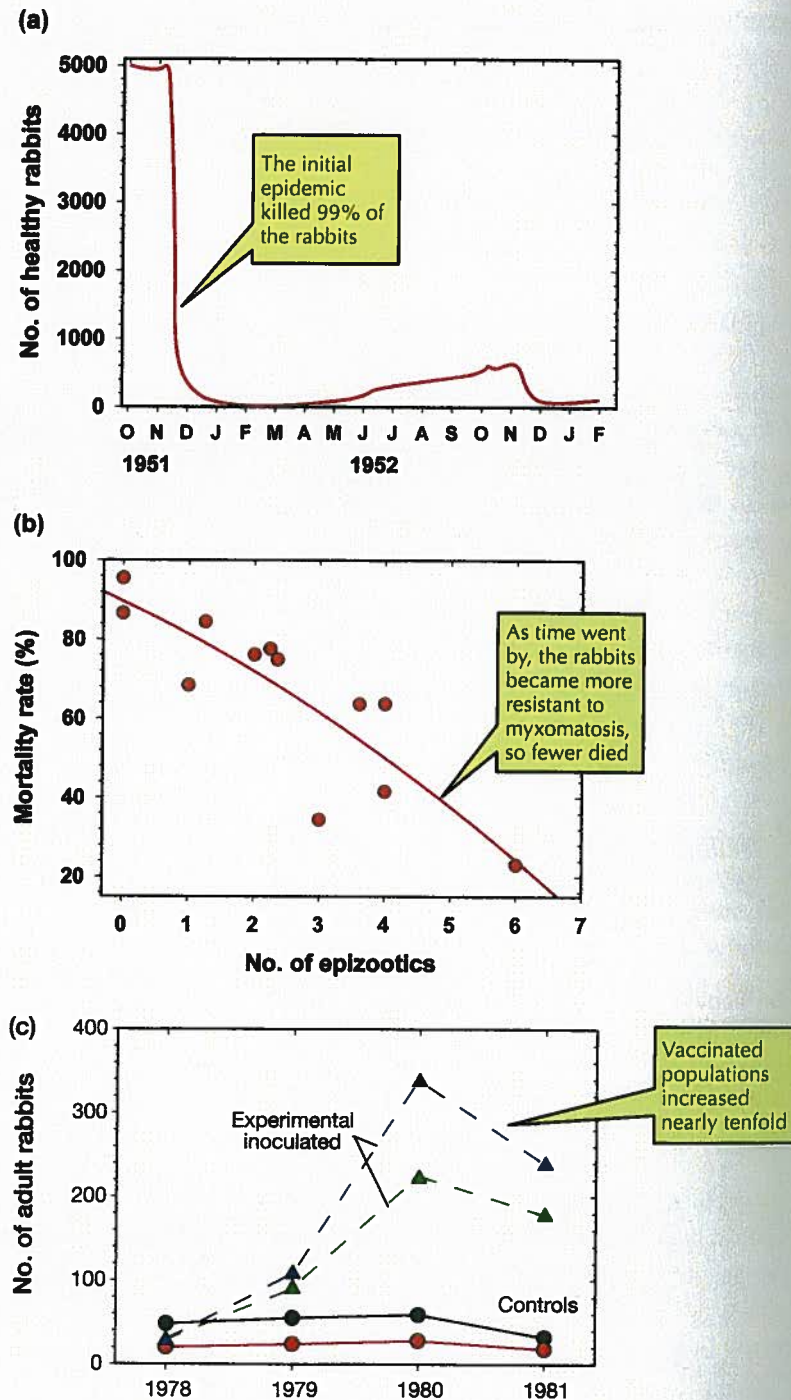 (a)
No. of healthy rabbits
5000
4000
3000
2000
1000
0
The initial
epidemic
killed 99% of
the rabbits
O N D J F M A M J J A S O N D J F
1951 1952
(b)
Mortality rate (%)
100
80
60
40
20
As time went
by, the rabbits
became more
resistant to
myxomatosis,
so fewer died
0 1 2 3 4 5 6 7
No. of epizootics
(c)
No. of adult rabbits
400
300
200
100
0
Experimental
inoculated
Vaccinated
populations
increased
nearly tenfold
Controls
1978 1979 1980 1981